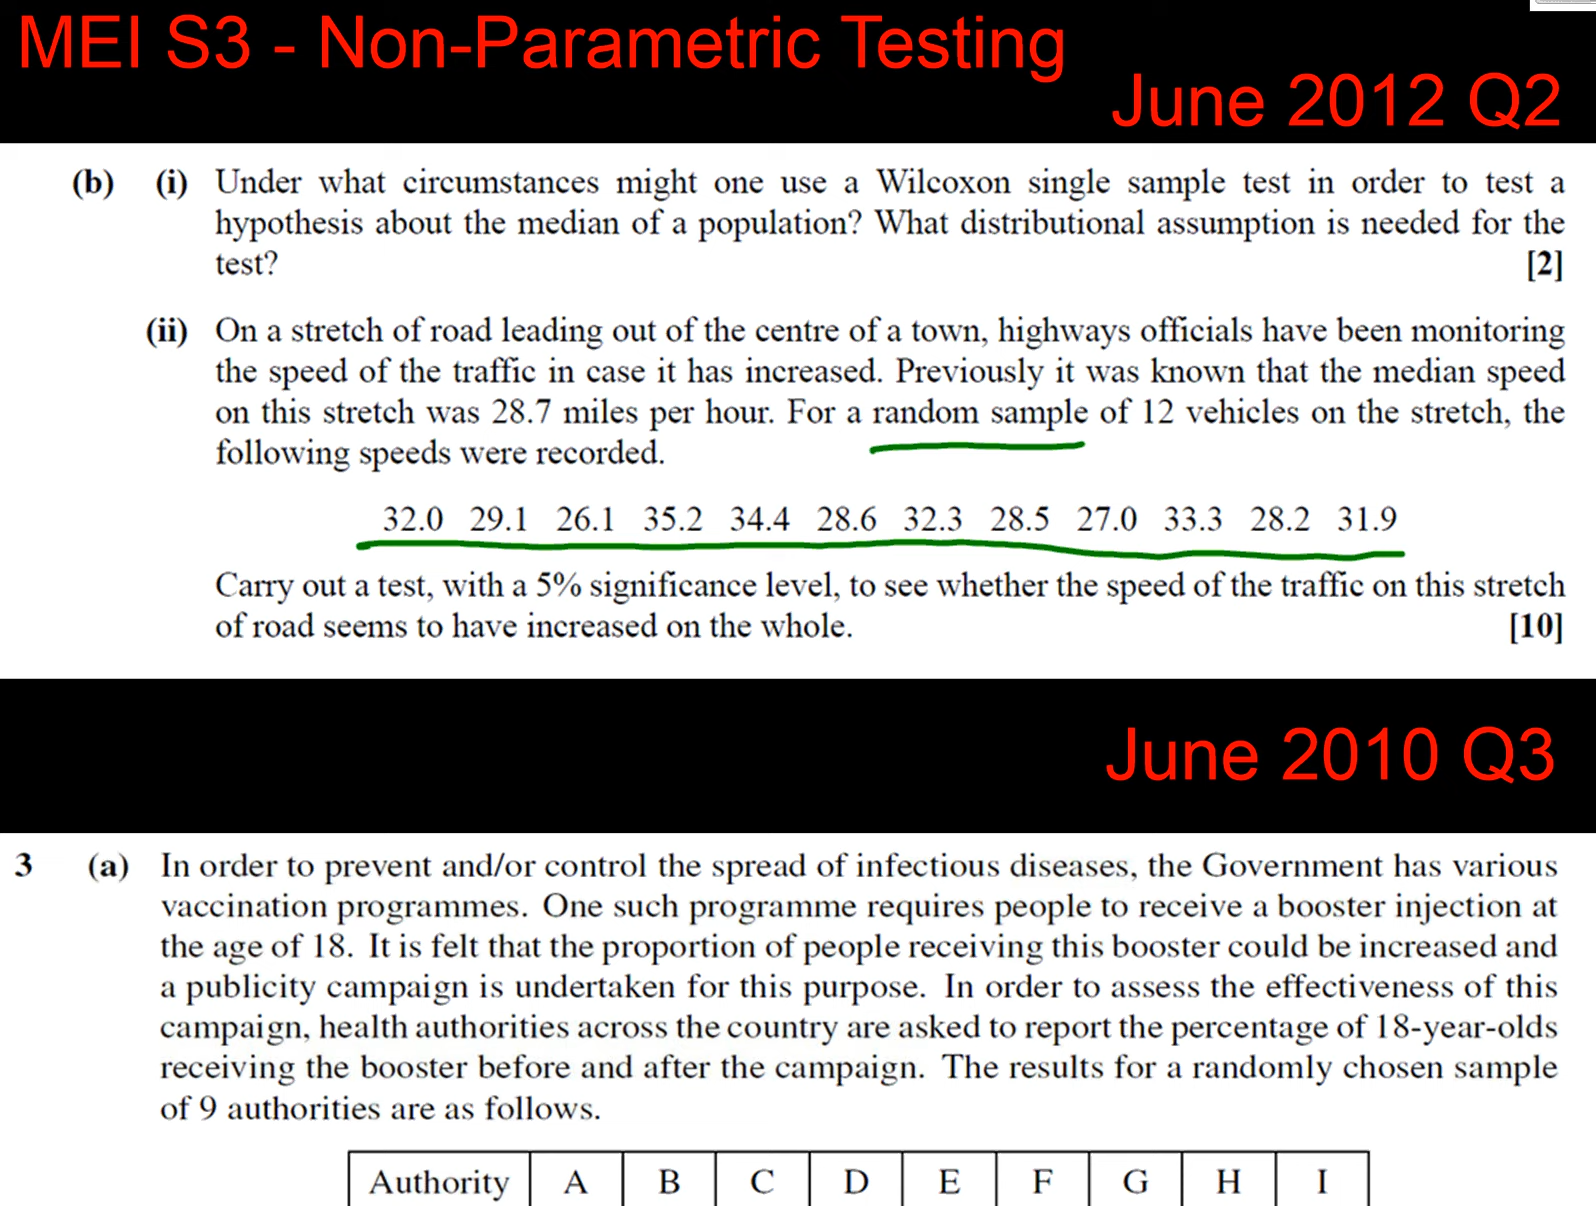 MEI S3 - Non-Parametric Testing
June 2012 Q2
(b) (i) Under what circumstances might one use a Wilcoxon single sample test in order to test a
hypothesis about the median of a population? What distributional assumption is needed for the
test? [2]
(ii) On a stretch of road leading out of the centre of a town, highways officials have been monitoring
the speed of the traffic in case it has increased. Previously it was known that the median speed
on this stretch was 28.7 miles per hour. For a random sample of 12 vehicles on the stretch, the
following speeds were recorded.
32.0 29.1 26.1 35.2 34.4 28.6 32.3 28.5 27.0 33.3 28.2 31.9
Carry out a test, with a 5% significance level, to see whether the speed of the traffic on this stretch
of road seems to have increased on the whole. [10]
June 2010 Q3
3 (a) In order to prevent and/or control the spread of infectious diseases, the Government has various
vaccination programmes. One such programme requires people to receive a booster injection at
the age of 18. It is felt that the proportion of people receiving this booster could be increased and
a publicity campaign is undertaken for this purpose. In order to assess the effectiveness of this
campaign, health authorities across the country are asked to report the percentage of 18-year-olds
receiving the booster before and after the campaign. The results for a randomly chosen sample
of 9 authorities are as follows.
Authority A B C D E F G H I